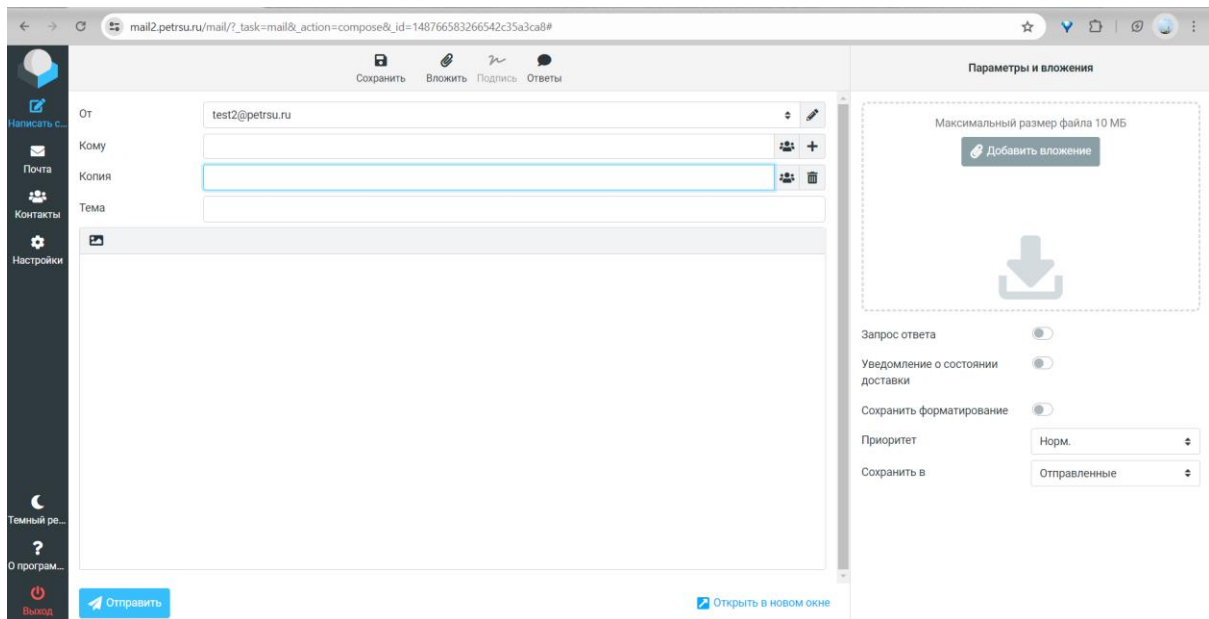 mail2.petrsu.ru/mail/?_task=mail&_action=compose&_id=148766583266542c35a3ca8#
Сохранить Вложить Подпись Ответы
Параметры и вложения
Написать с...
Почта
Контакты
Настройки
Темный ре...
О програм...
Выход
От test2@petrsu.ru
Кому
Копия
Тема
Отправить
Открыть в новом окне
Максимальный размер файла 10 МБ
Добавить вложение
Запрос ответа
Уведомление о состоянии
доставки
Сохранить форматирование
Приоритет Норм.
Сохранить в Отправленные